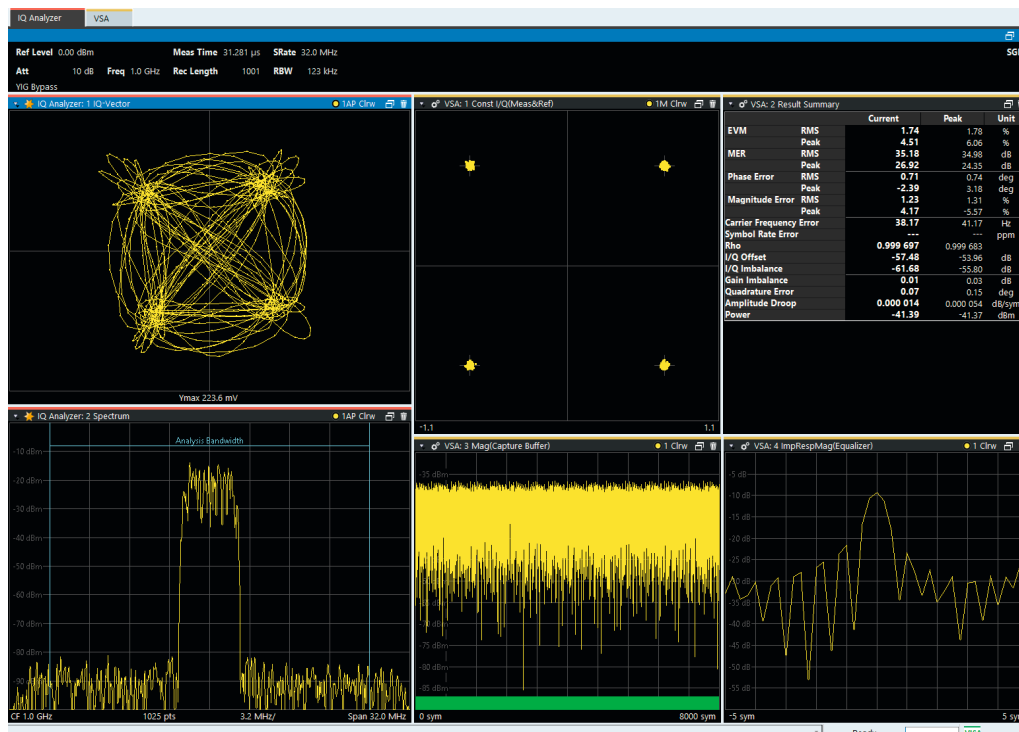 IQ Analyzer VSA
Ref Level 0.00 dBm Meas Time 31.281 µs SRate 32.0 MHz
Att 10 dB Freq 1.0 GHz Rec Length 1001 RBW 123 kHz
YIG Bypass
IQ Analyzer: 1 IQ-Vector 1AP Clrw
Ymax 223.6 mV
VSA: 1 Const I/Q(Meas&Ref) 1M Clrw
-1.1 1.1
VSA: 2 Result Summary
Current Peak Unit
EVM RMS 1.74 1.78 %
Peak 4.51 6.06 %
MER RMS 35.18 34.98 dB
Peak 26.92 24.35 dB
Phase Error RMS 0.71 0.74 deg
Peak -2.39 3.18 deg
Magnitude Error RMS 1.23 1.31 %
Peak 4.17 -5.57 %
Carrier Frequency Error 38.17 41.17 Hz
Symbol Rate Error --- --- ppm
Rho 0.999 697 0.999 683
I/Q Offset -57.48 -53.96 dB
I/Q Imbalance -61.68 -55.80 dB
Gain Imbalance 0.01 0.03 dB
Quadrature Error 0.07 0.15 deg
Amplitude Droop 0.000 014 0.000 054 dB/sym
Power -41.39 -41.37 dBm
IQ Analyzer: 2 Spectrum 1AP Clrw
Analysis Bandwidth
-10 dBm
-20 dBm
-30 dBm
-40 dBm
-50 dBm
-60 dBm
-70 dBm
-80 dBm
-90
CF 1.0 GHz 1025 pts 3.2 MHz/ Span 32.0 MHz
VSA: 3 Mag(Capture Buffer) 1 Clrw
-35 dBm
-75 dBm
-80 dBm
-85 dBm
0 sym 8000 sym
VSA: 4 ImpRespMag(Equalizer) 1 Clrw
-5 dB
-10 dB
-15 dB
-20 dB
-25 dB
-35 dB
-40 dB
-45 dB
-50 dB
-55 dB
-5 sym 5